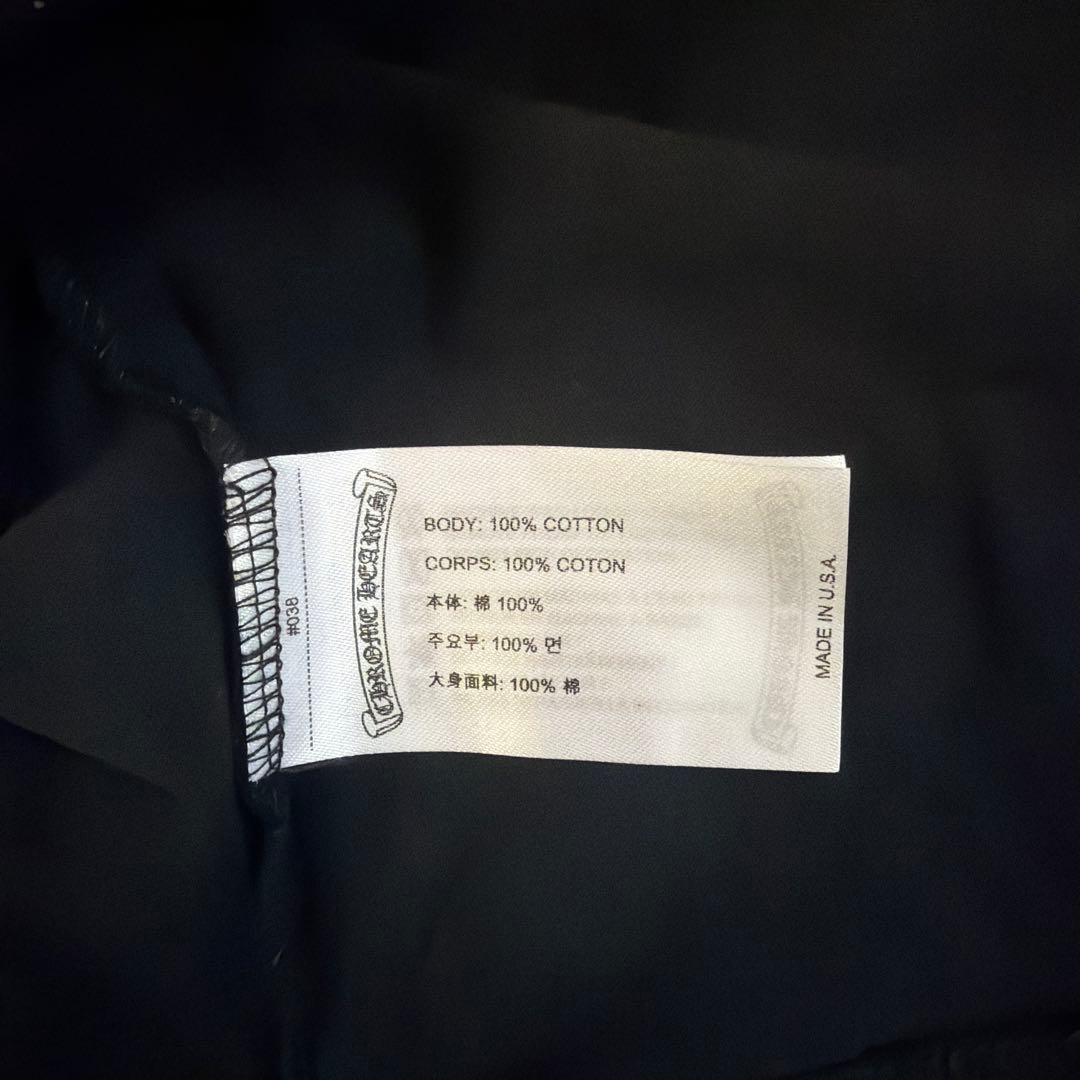 #038
CHROME HEARTS
BODY: 100% COTTON
CORPS: 100% COTON
本体: 棉 100%
주요부: 100% 면
大身面料: 100% 棉
MADE IN U.S.A.